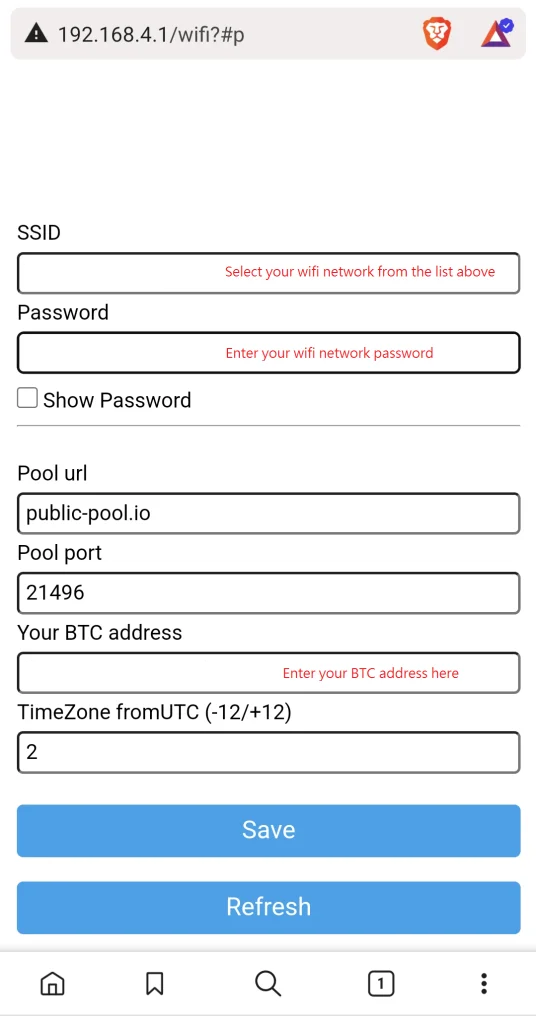 192.168.4.1/wifi?#p
SSID
Select your wifi network from the list above
Password
Enter your wifi network password
Show Password
Pool url
public-pool.io
Pool port
21496
Your BTC address
Enter your BTC address here
TimeZone fromUTC (-12/+12)
2
Save
Refresh
1